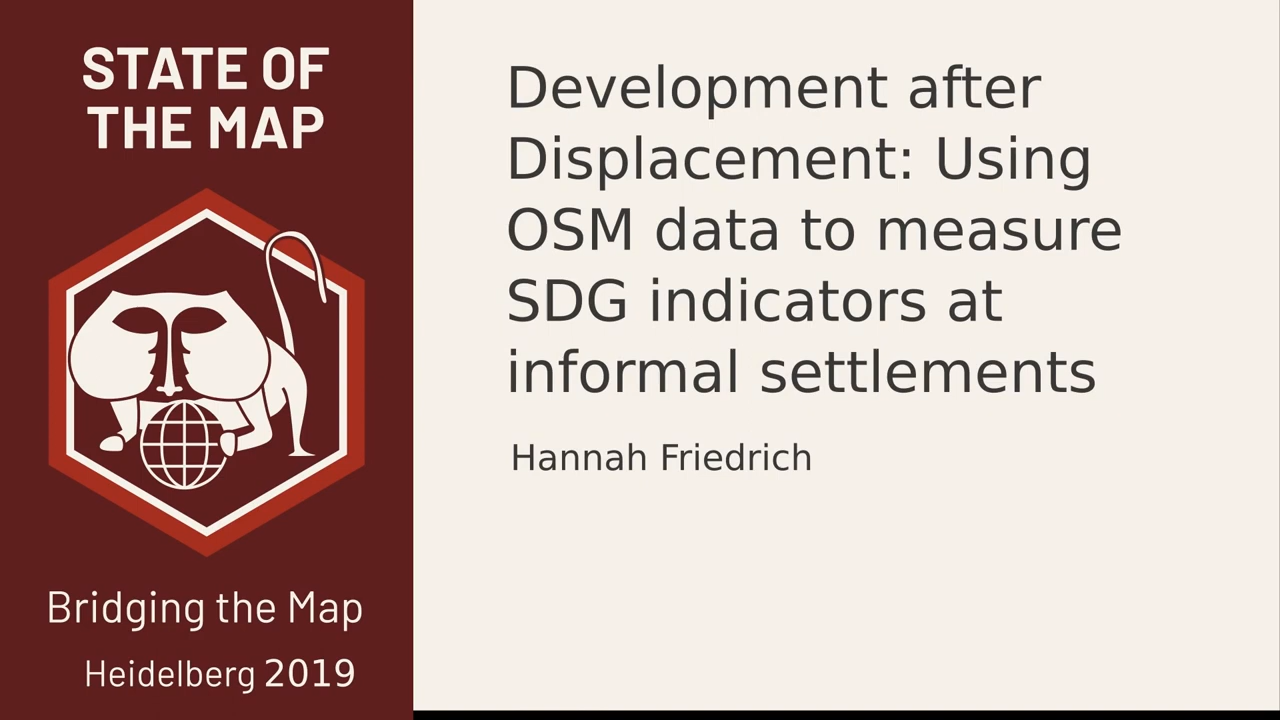 STATE OF
THE MAP
Bridging the Map
Heidelberg 2019
Development after
Displacement: Using
OSM data to measure
SDG indicators at
informal settlements
Hannah Friedrich